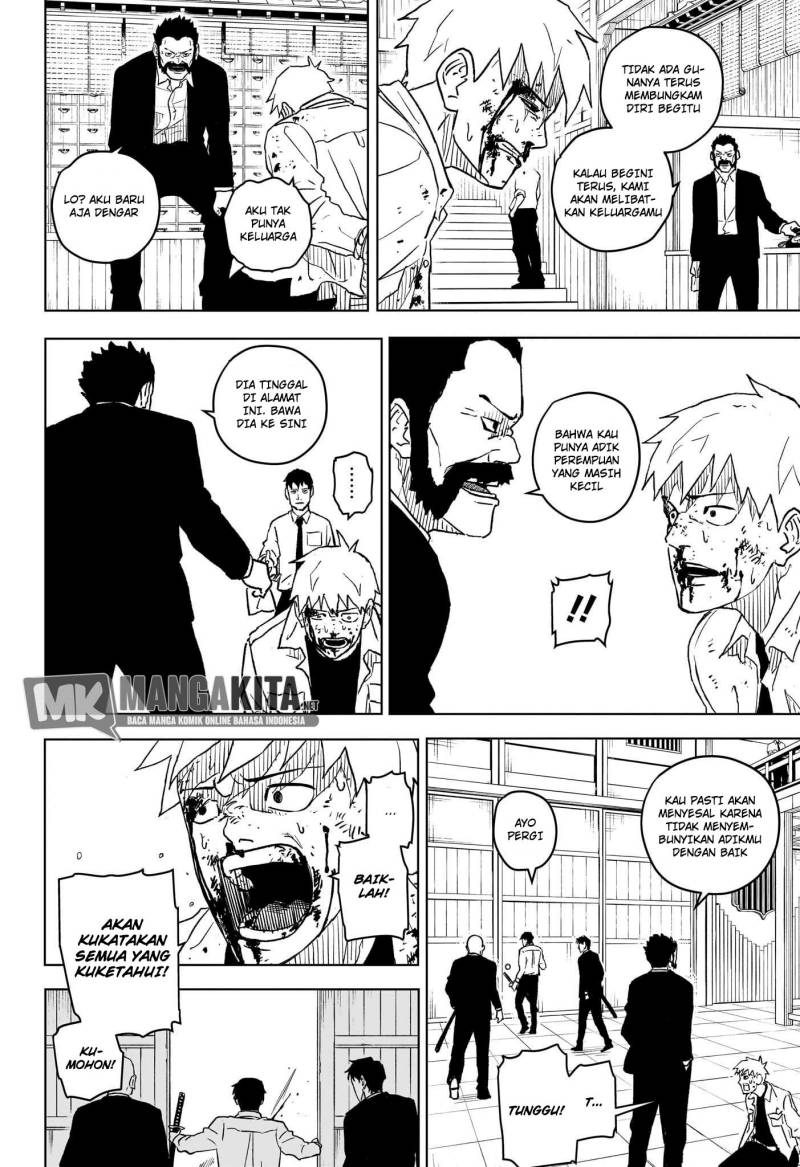 TIDAK ADA GU-
NANYA TERUS
MEMBUNGKAM
DIRI BEGITU
KALAU BEGINI
TERUS, KAMI
AKAN MELIBAT-
KAN KELUARGAMU
AKU TAK
PUNYA
KELUARGA
LO? AKU BARU
AJA DENGAR
BAHWA KAU
PUNYA ADIK
PEREMPUAN
YANG MASIH
KECIL
!!
DIA TINGGAL
DI ALAMAT
INI. BAWA
DIA KE SINI
......
MK MANGAKITA.NET
BACA MANGA KOMIK ONLINE BAHASA INDONESIA
KAU PASTI AKAN
MENYESAL KARENA
TIDAK MENYEM-
BUNYIKAN ADIKMU
DENGAN BAIK
AYO
PERGI
T...
TUNGGU!
...
BAIK-
LAH!
AKAN
KUKATAKAN
SEMUA YANG
KUKETAHUI!
KU-
MOHON!